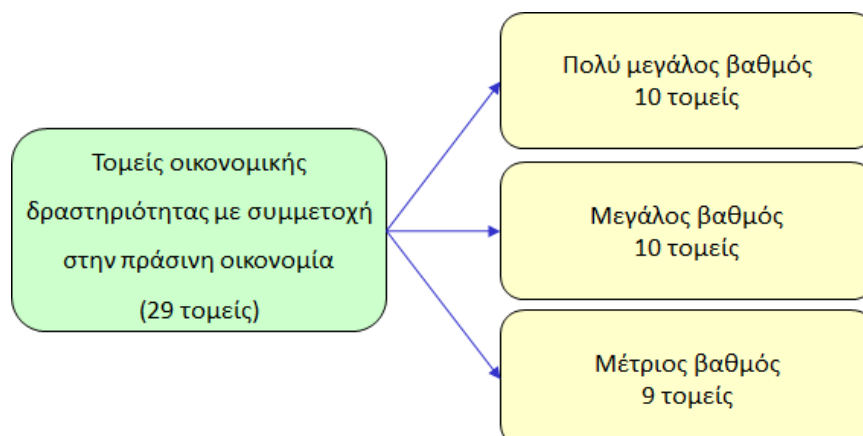 Τομείς οικονομικής
δραστηριότητας με συμμετοχή
στην πράσινη οικονομία
(29 τομείς)
Πολύ μεγάλος βαθμός
10 τομείς
Μεγάλος βαθμός
10 τομείς
Μέτριος βαθμός
9 τομείς